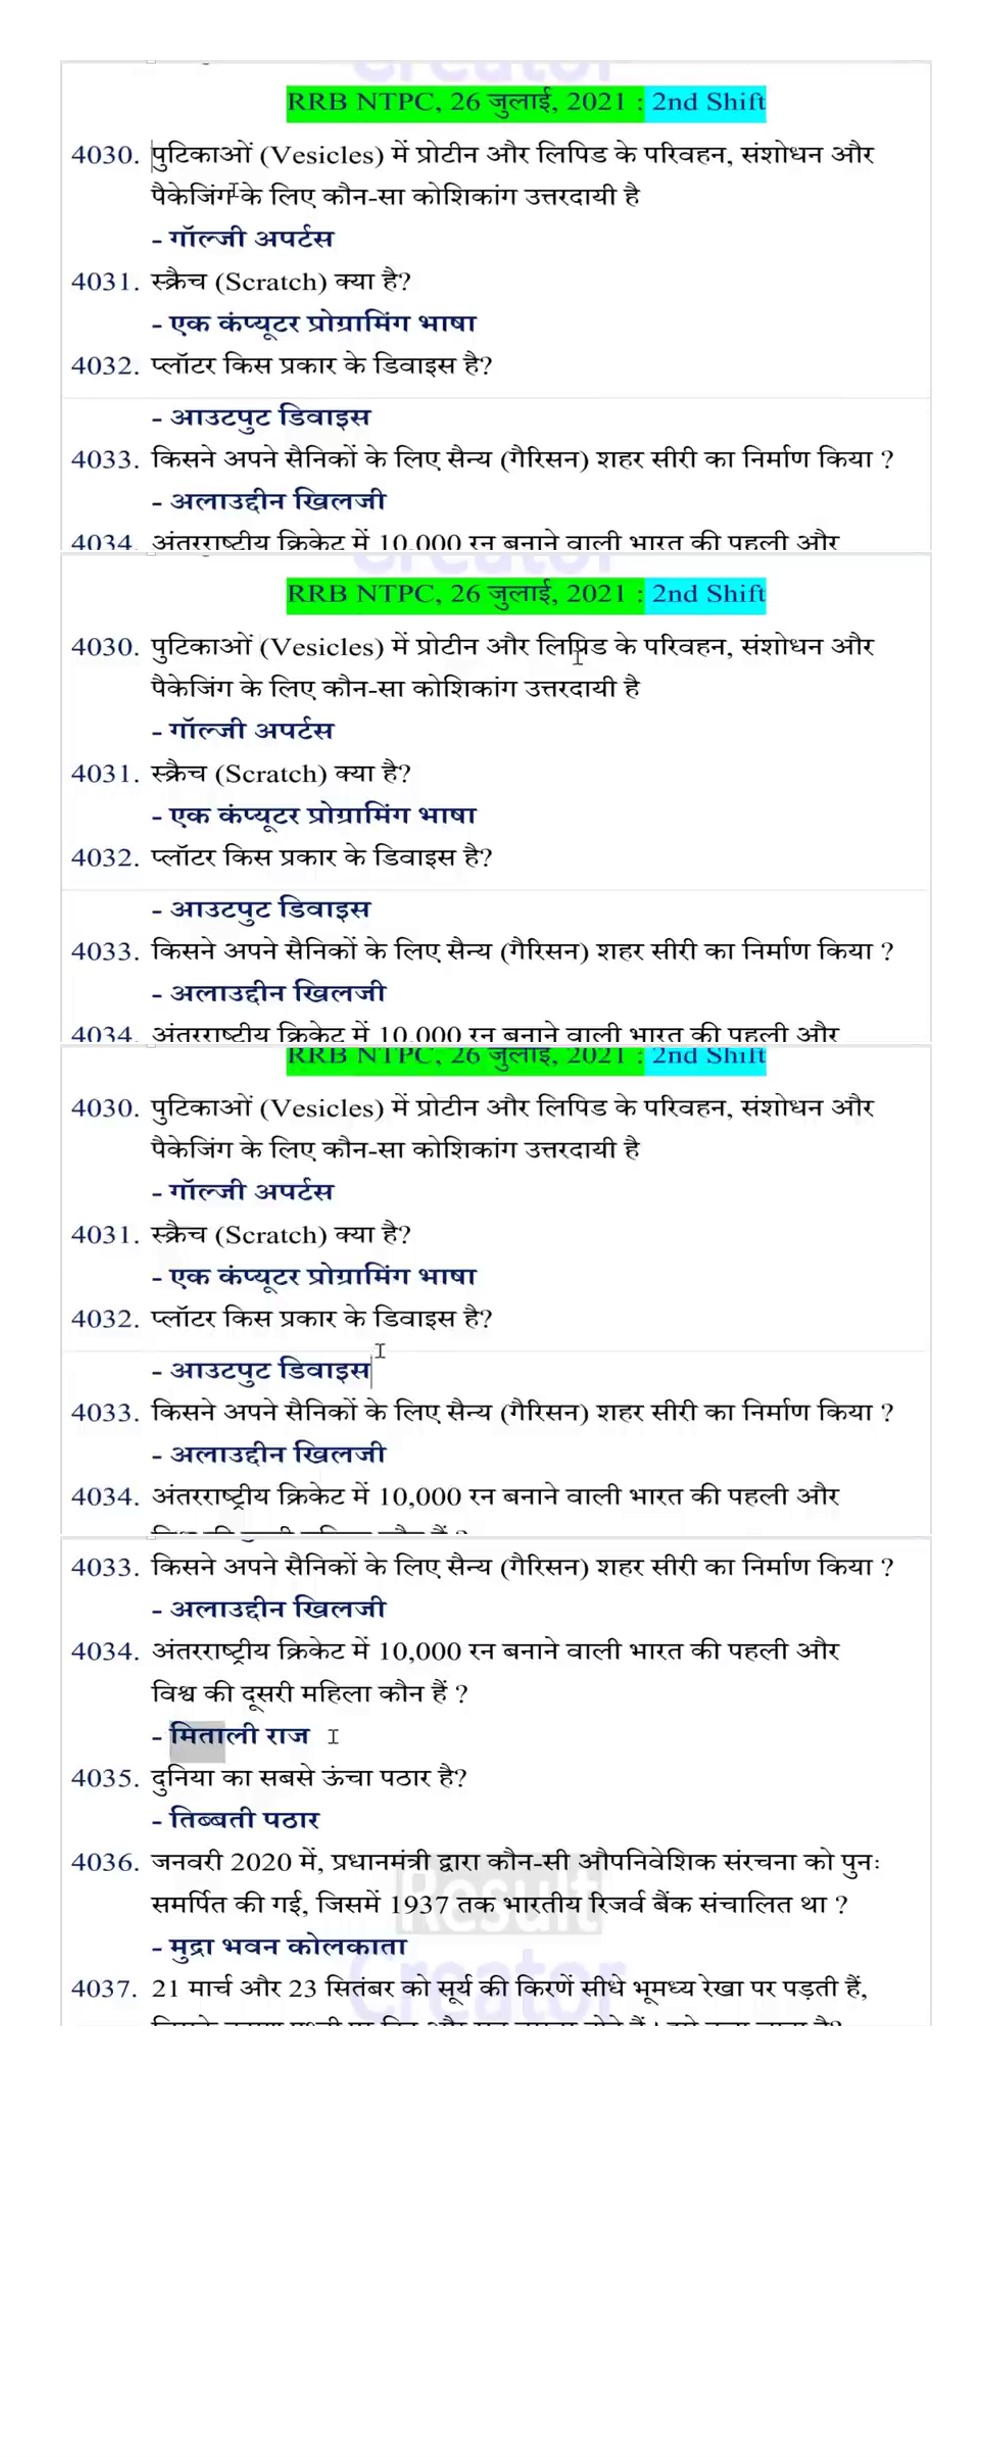 Creator
RRB NTPC, 26 जुलाई, 2021 : 2nd Shift
4030. पुटिकाओं (Vesicles) में प्रोटीन और लिपिड के परिवहन, संशोधन और
पैकेजिंग के लिए कौन-सा कोशिकांग उत्तरदायी है
- गॉल्जी अपर्टस
4031. स्क्रैच (Scratch) क्या है?
- एक कंप्यूटर प्रोग्रामिंग भाषा
4032. प्लॉटर किस प्रकार के डिवाइस है?
- आउटपुट डिवाइस
4033. किसने अपने सैनिकों के लिए सैन्य (गैरिसन) शहर सीरी का निर्माण किया ?
- अलाउद्दीन खिलजी
4034. अंतरराष्ट्रीय क्रिकेट में 10,000 रन बनाने वाली भारत की पहली और
RRB NTPC, 26 जुलाई, 2021 : 2nd Shift
4030. पुटिकाओं (Vesicles) में प्रोटीन और लिपिड के परिवहन, संशोधन और
पैकेजिंग के लिए कौन-सा कोशिकांग उत्तरदायी है
- गॉल्जी अपर्टस
4031. स्क्रैच (Scratch) क्या है?
- एक कंप्यूटर प्रोग्रामिंग भाषा
4032. प्लॉटर किस प्रकार के डिवाइस है?
- आउटपुट डिवाइस
4033. किसने अपने सैनिकों के लिए सैन्य (गैरिसन) शहर सीरी का निर्माण किया ?
- अलाउद्दीन खिलजी
4034. अंतरराष्ट्रीय क्रिकेट में 10,000 रन बनाने वाली भारत की पहली और
RRB NTPC, 26 जुलाई, 2021 : 2nd Shift
4030. पुटिकाओं (Vesicles) में प्रोटीन और लिपिड के परिवहन, संशोधन और
पैकेजिंग के लिए कौन-सा कोशिकांग उत्तरदायी है
- गॉल्जी अपर्टस
4031. स्क्रैच (Scratch) क्या है?
- एक कंप्यूटर प्रोग्रामिंग भाषा
4032. प्लॉटर किस प्रकार के डिवाइस है?
- आउटपुट डिवाइस
4033. किसने अपने सैनिकों के लिए सैन्य (गैरिसन) शहर सीरी का निर्माण किया ?
- अलाउद्दीन खिलजी
4034. अंतरराष्ट्रीय क्रिकेट में 10,000 रन बनाने वाली भारत की पहली और
4033. किसने अपने सैनिकों के लिए सैन्य (गैरिसन) शहर सीरी का निर्माण किया ?
- अलाउद्दीन खिलजी
4034. अंतरराष्ट्रीय क्रिकेट में 10,000 रन बनाने वाली भारत की पहली और
विश्व की दूसरी महिला कौन हैं ?
- मिताली राज
4035. दुनिया का सबसे ऊंचा पठार है?
- तिब्बती पठार
4036. जनवरी 2020 में, प्रधानमंत्री द्वारा कौन-सी औपनिवेशिक संरचना को पुनः
समर्पित की गई, जिसमें 1937 तक भारतीय रिजर्व बैंक संचालित था ?
Result
- मुद्रा भवन कोलकाता
Creator
4037. 21 मार्च और 23 सितंबर को सूर्य की किरणें सीधे भूमध्य रेखा पर पड़ती हैं,